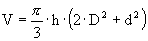 V = π/3 · h · (2 · D² + d²)